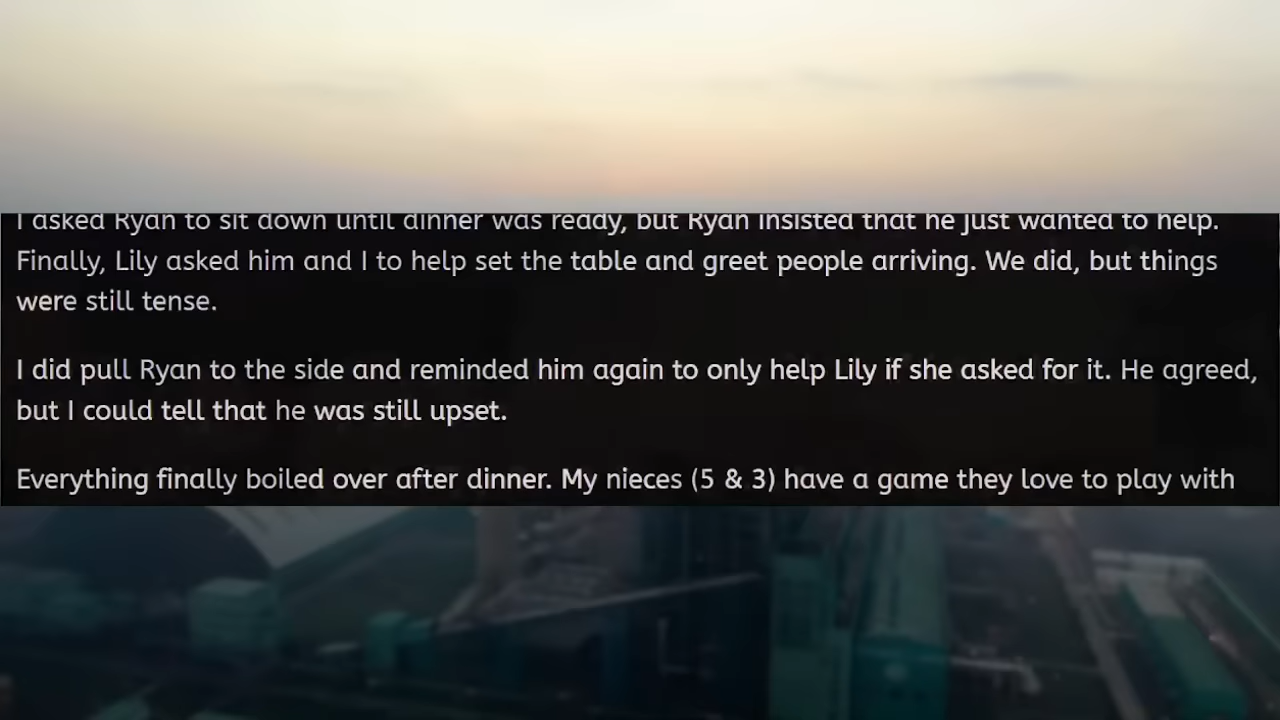 I asked Ryan to sit down until dinner was ready, but Ryan insisted that he just wanted to help.
Finally, Lily asked him and I to help set the table and greet people arriving. We did, but things
were still tense.
I did pull Ryan to the side and reminded him again to only help Lily if she asked for it. He agreed,
but I could tell that he was still upset.
Everything finally boiled over after dinner. My nieces (5 & 3) have a game they love to play with